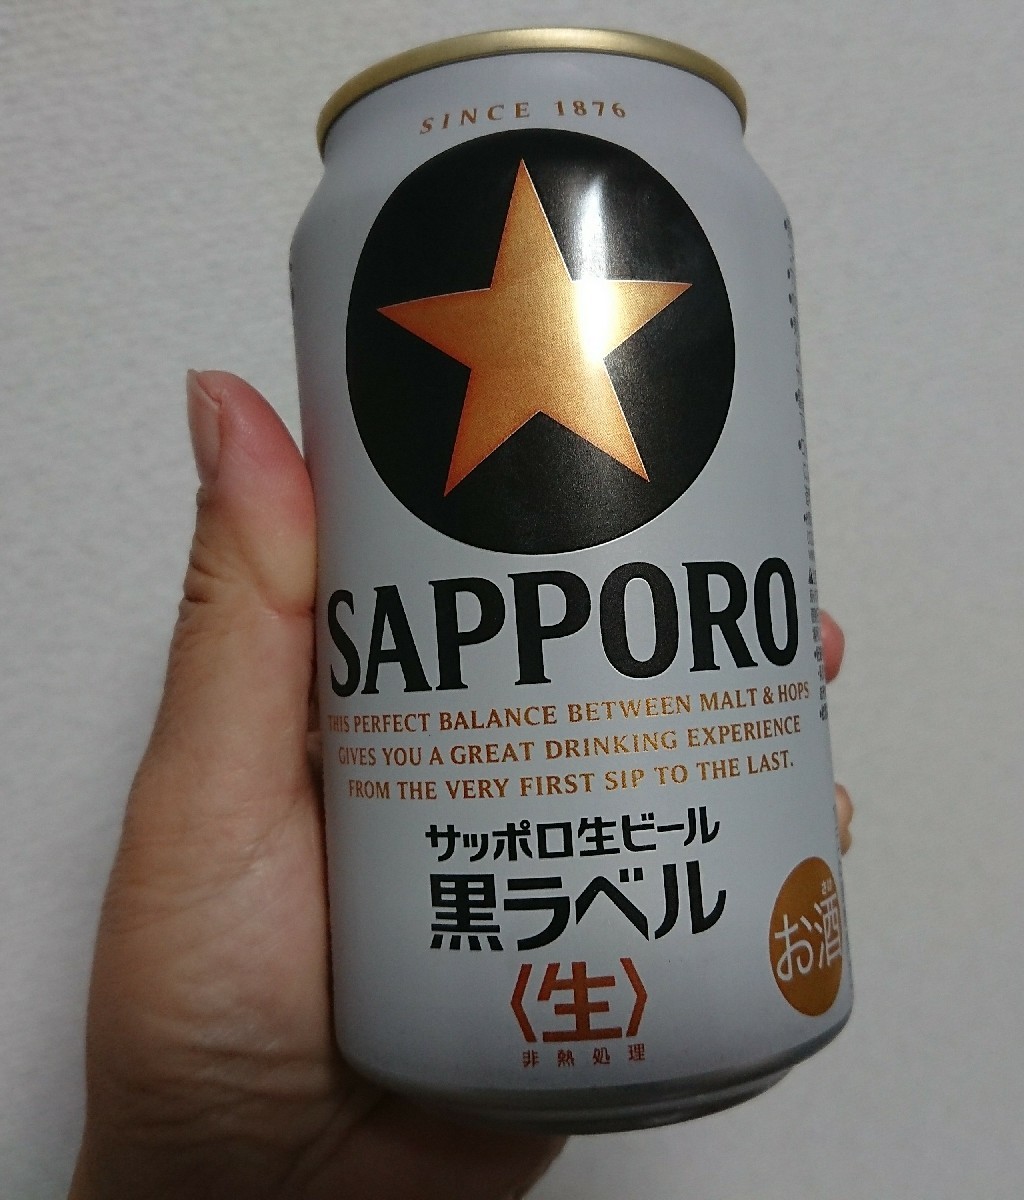 SINCE 1876
SAPPORO
THIS PERFECT BALANCE BETWEEN MALT & HOPS
GIVES YOU A GREAT DRINKING EXPERIENCE
FROM THE VERY FIRST SIP TO THE LAST.
サッポロ生ビール
黒ラベル
〈生〉
非熱処理
さけ
お酒